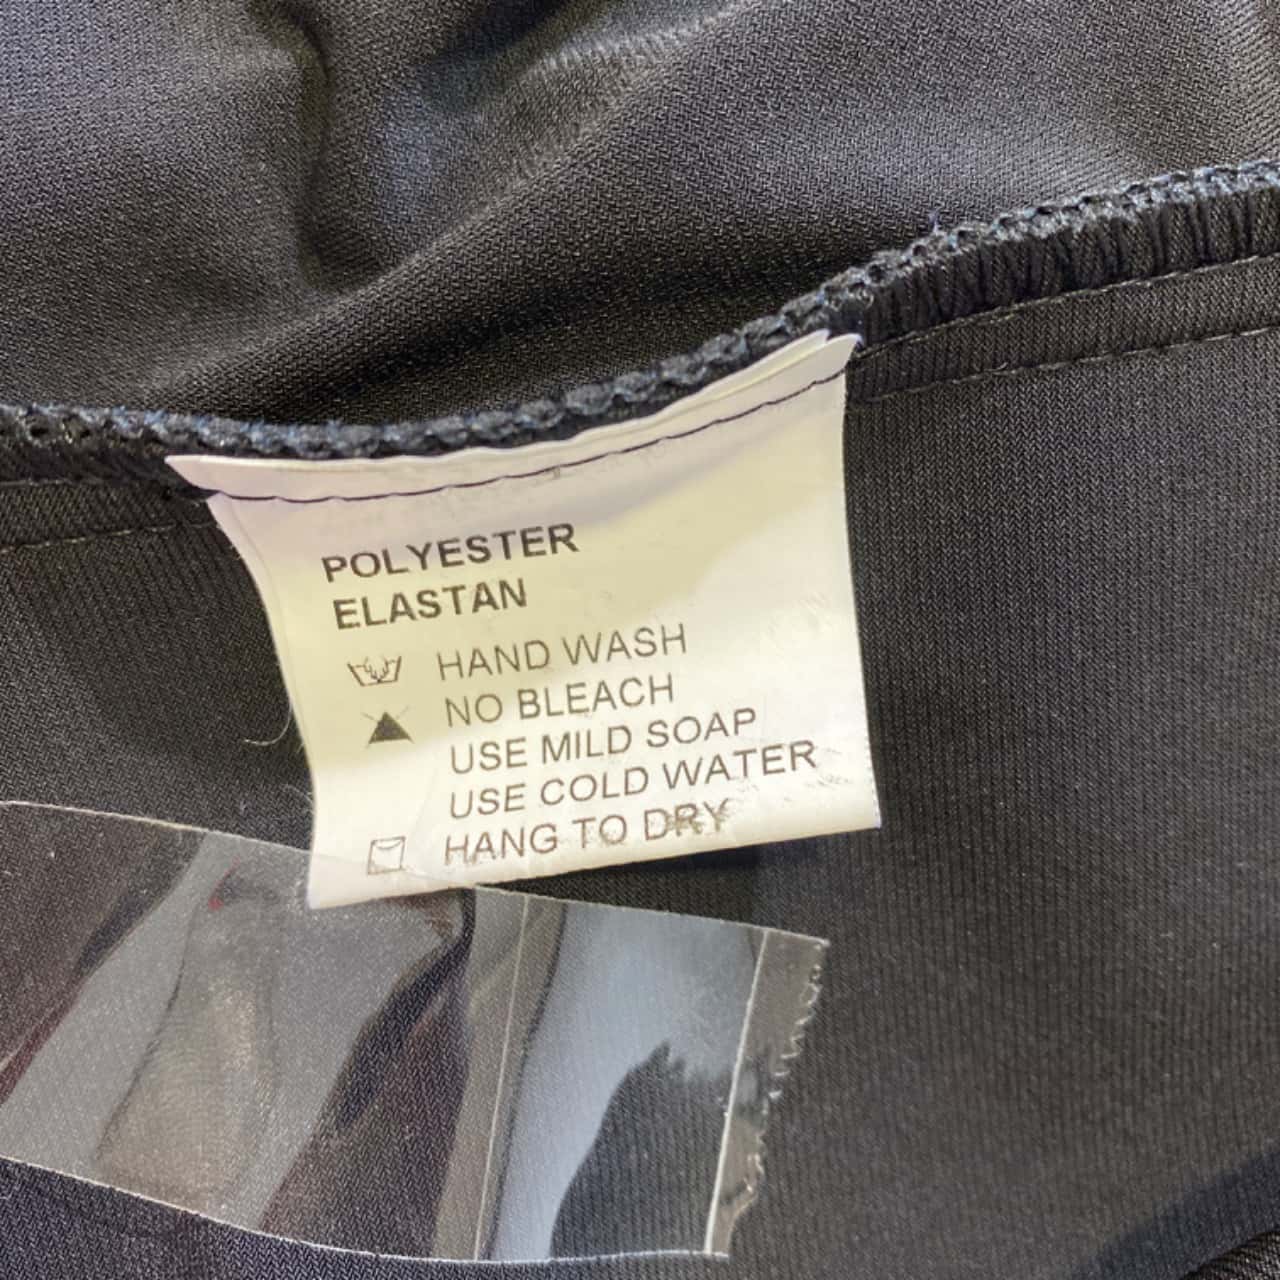 POLYESTER
ELASTAN
HAND WASH
NO BLEACH
USE MILD SOAP
USE COLD WATER
HANG TO DRY